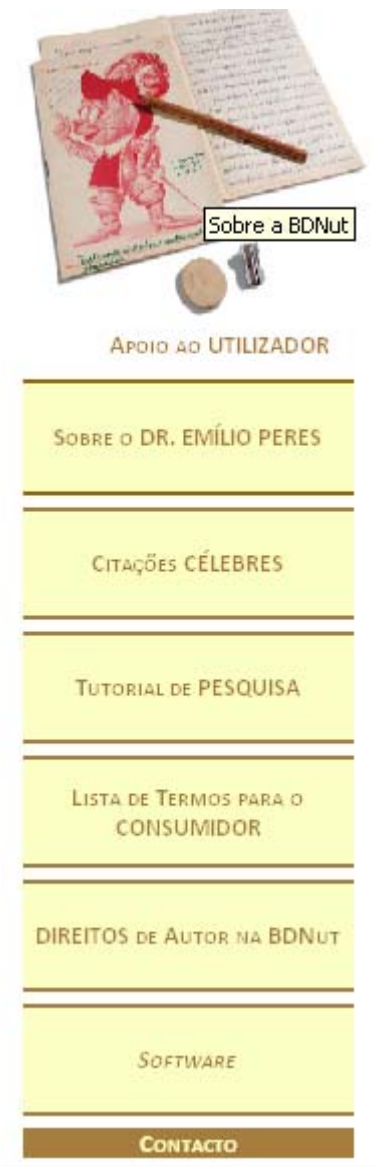 Sobre a BDNut
APOIO AO UTILIZADOR
SOBRE O DR. EMÍLIO PERES
CITAÇÕES CÉLEBRES
TUTORIAL DE PESQUISA
LISTA DE TERMOS PARA O
CONSUMIDOR
DIREITOS DE AUTOR NA BDNUT
SOFTWARE
CONTACTO